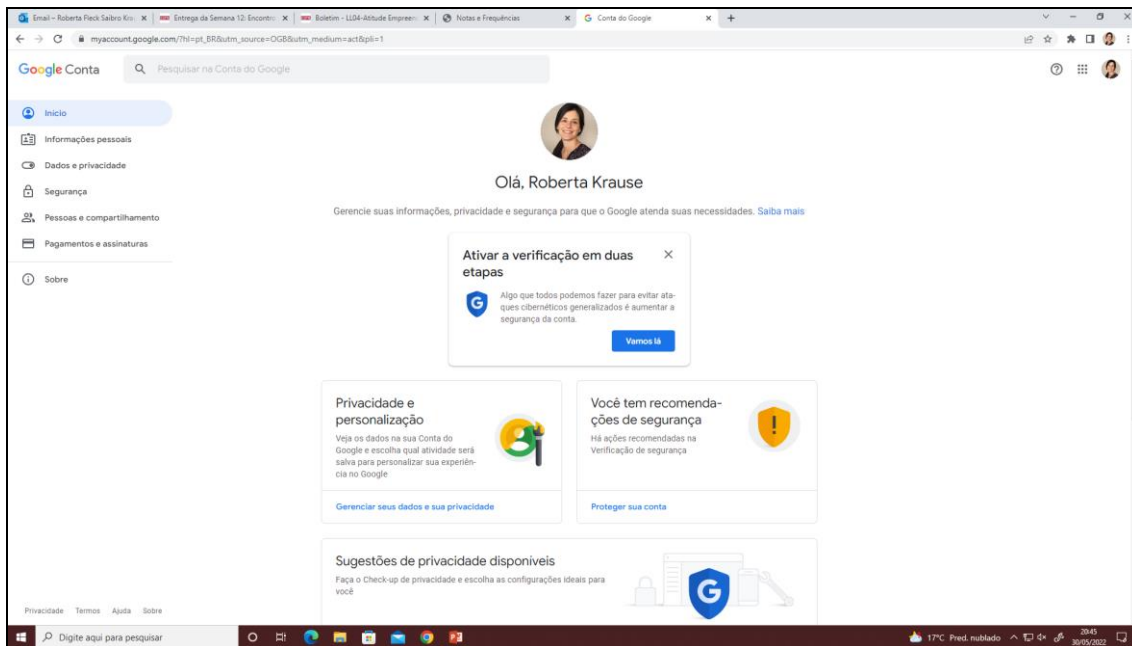 Email – Roberta Fleck Saibro Kro
Entrega da Semana 12: Encontro
Boletim - LL04-Atitude Empreen
Notas e Frequências
Conta do Google
myaccount.google.com/?hl=pt_BR&utm_source=OGB&utm_medium=act&pli=1
Google Conta
Pesquisar na Conta do Google
Início
Informações pessoais
Dados e privacidade
Segurança
Pessoas e compartilhamento
Pagamentos e assinaturas
Sobre
Olá, Roberta Krause
Gerencie suas informações, privacidade e segurança para que o Google atenda suas necessidades. Saiba mais
Ativar a verificação em duas
etapas
Algo que todos podemos fazer para evitar ata-
ques cibernéticos generalizados é aumentar a
segurança da conta.
Vamos lá
Privacidade e
personalização
Veja os dados na sua Conta do
Google e escolha qual atividade será
salva para personalizar sua experiên-
cia no Google
Gerenciar seus dados e sua privacidade
Você tem recomenda-
ções de segurança
Há ações recomendadas na
Verificação de segurança
Proteger sua conta
Sugestões de privacidade disponíveis
Faça o Check-up de privacidade e escolha as configurações ideais para
você
Privacidade Termos Ajuda Sobre
Digite aqui para pesquisar
17°C Pred. nublado
20:45
30/05/2022